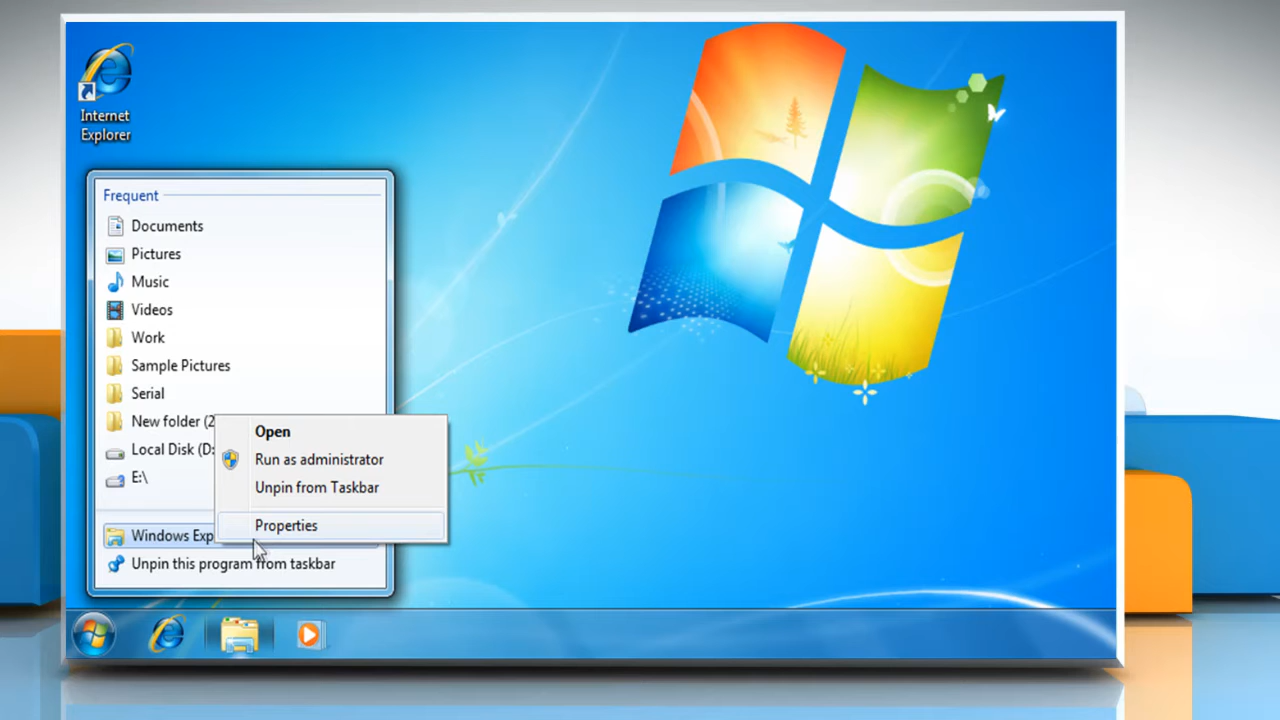 Internet
Explorer
Frequent
Documents
Pictures
Music
Videos
Work
Sample Pictures
Serial
New folder (2
Local Disk (D:
E:\
Open
Run as administrator
Unpin from Taskbar
Properties
Windows Exp
Unpin this program from taskbar